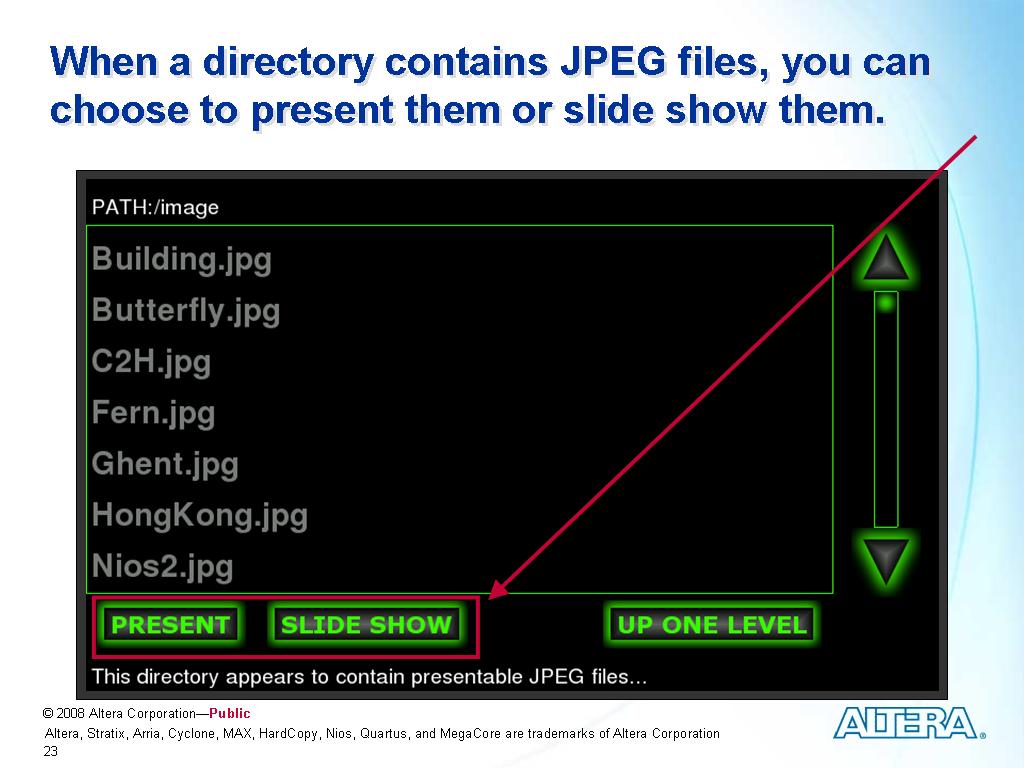 When a directory contains JPEG files, you can
choose to present them or slide show them.
PATH:/image
Building.jpg
Butterfly.jpg
C2H.jpg
Fern.jpg
Ghent.jpg
HongKong.jpg
Nios2.jpg
PRESENT SLIDE SHOW UP ONE LEVEL
This directory appears to contain presentable JPEG files...
© 2008 Altera Corporation—Public
Altera, Stratix, Arria, Cyclone, MAX, HardCopy, Nios, Quartus, and MegaCore are trademarks of Altera Corporation
23
ALTERA®